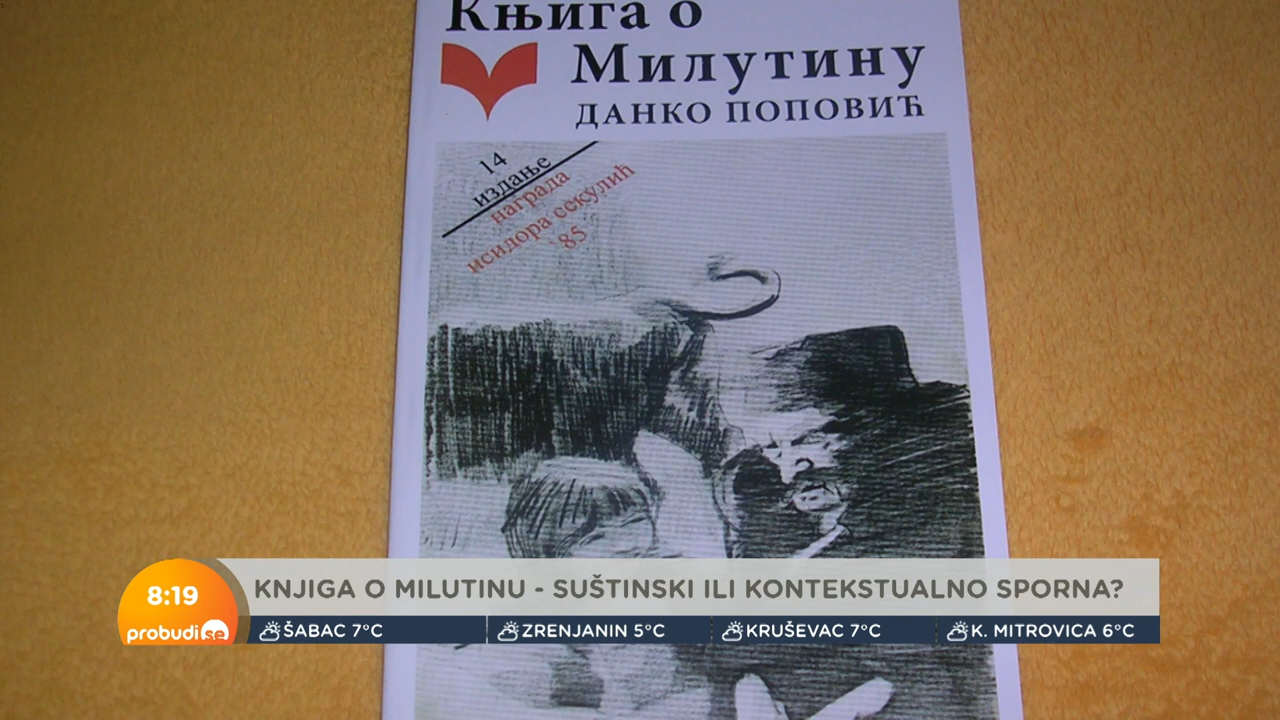 Књига о
Милутину
ДАНКО ПОПОВИЋ
14
издање
награда
исидора секулић
'85
8:19
probudi se
KNJIGA O MILUTINU - SUŠTINSKI ILI KONTEKSTUALNO SPORNA?
ŠABAC 7°C ZRENJANIN 5°C KRUŠEVAC 7°C K. MITROVICA 6°C